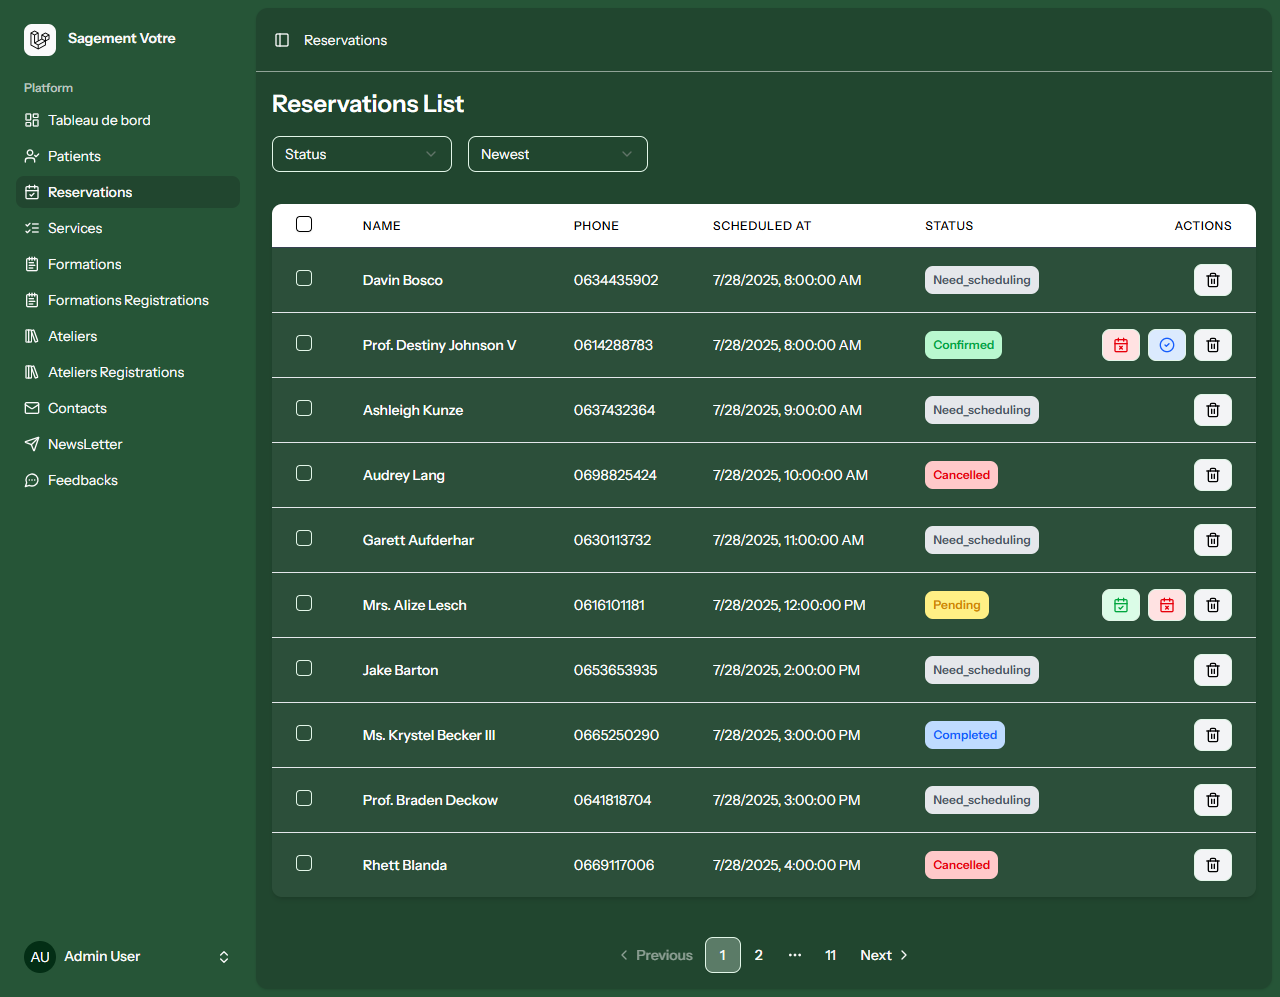 Sagement Votre
Platform
Tableau de bord
Patients
Reservations
Services
Formations
Formations Registrations
Ateliers
Ateliers Registrations
Contacts
NewsLetter
Feedbacks
AU Admin User
Reservations
Reservations List
Status Newest
NAME PHONE SCHEDULED AT STATUS ACTIONS
Davin Bosco 0634435902 7/28/2025, 8:00:00 AM Need_scheduling
Prof. Destiny Johnson V 0614288783 7/28/2025, 8:00:00 AM Confirmed
Ashleigh Kunze 0637432364 7/28/2025, 9:00:00 AM Need_scheduling
Audrey Lang 0698825424 7/28/2025, 10:00:00 AM Cancelled
Garett Aufderhar 0630113732 7/28/2025, 11:00:00 AM Need_scheduling
Mrs. Alize Lesch 0616101181 7/28/2025, 12:00:00 PM Pending
Jake Barton 0653653935 7/28/2025, 2:00:00 PM Need_scheduling
Ms. Krystel Becker III 0665250290 7/28/2025, 3:00:00 PM Completed
Prof. Braden Deckow 0641818704 7/28/2025, 3:00:00 PM Need_scheduling
Rhett Blanda 0669117006 7/28/2025, 4:00:00 PM Cancelled
Previous 1 2 ... 11 Next